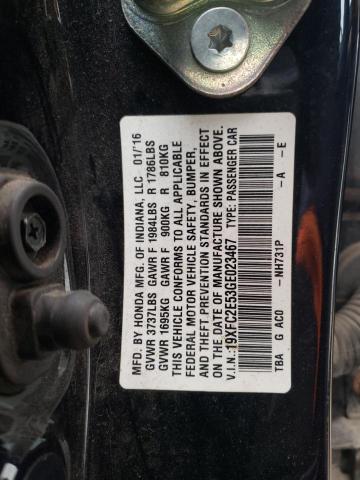 MFD. BY HONDA MFG. OF INDIANA, LLC 01/16
GVWR 3737LBS GAWR F 1984LBS R 1786LBS
GVWR 1695KG GAWR F 900KG R 810KG
THIS VEHICLE CONFORMS TO ALL APPLICABLE
FEDERAL MOTOR VEHICLE SAFETY, BUMPER,
AND THEFT PREVENTION STANDARDS IN EFFECT
ON THE DATE OF MANUFACTURE SHOWN ABOVE.
V.I.N.: 19XFC2E53GE023467 TYPE: PASSENGER CAR
TBA G AC0 -NH731P -A -E